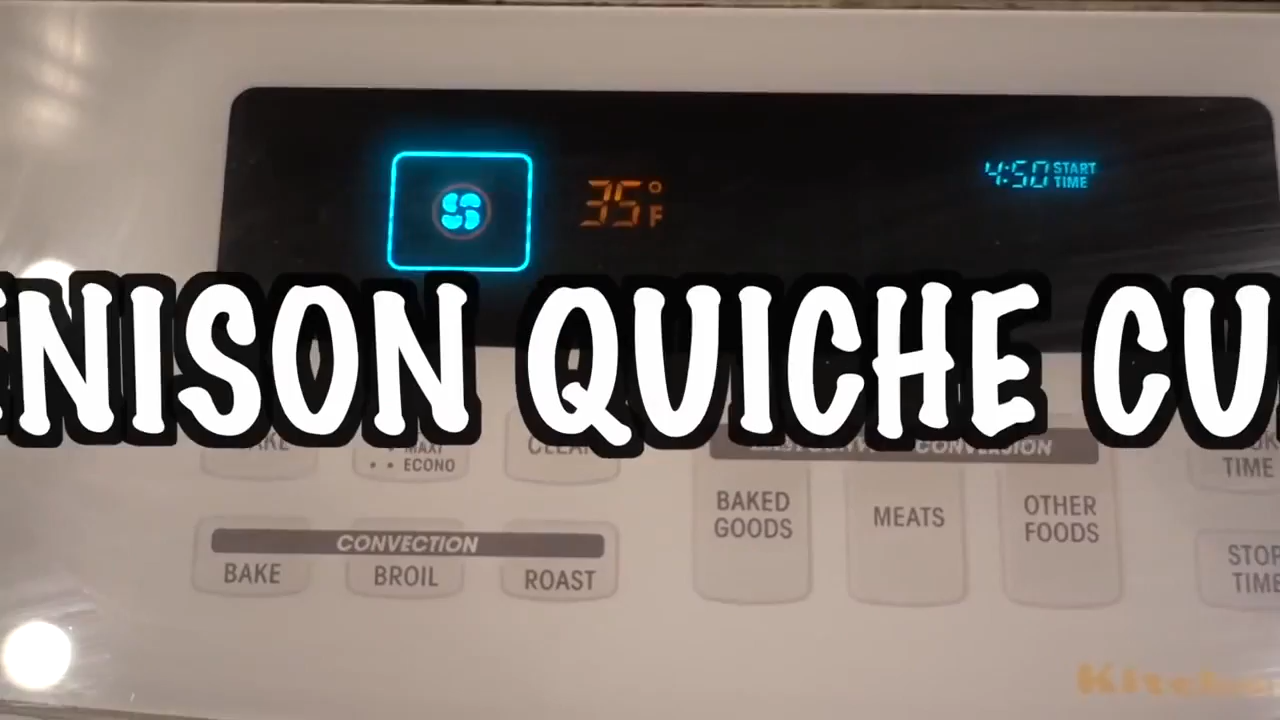 35°F
4:50 START TIME
ENISON QUICHE CU
MAXI
CLEAN
• • ECONO
CONVERSION
TIME
BAKED GOODS
MEATS
OTHER FOODS
CONVECTION
BAKE
BROIL
ROAST
STOP TIME